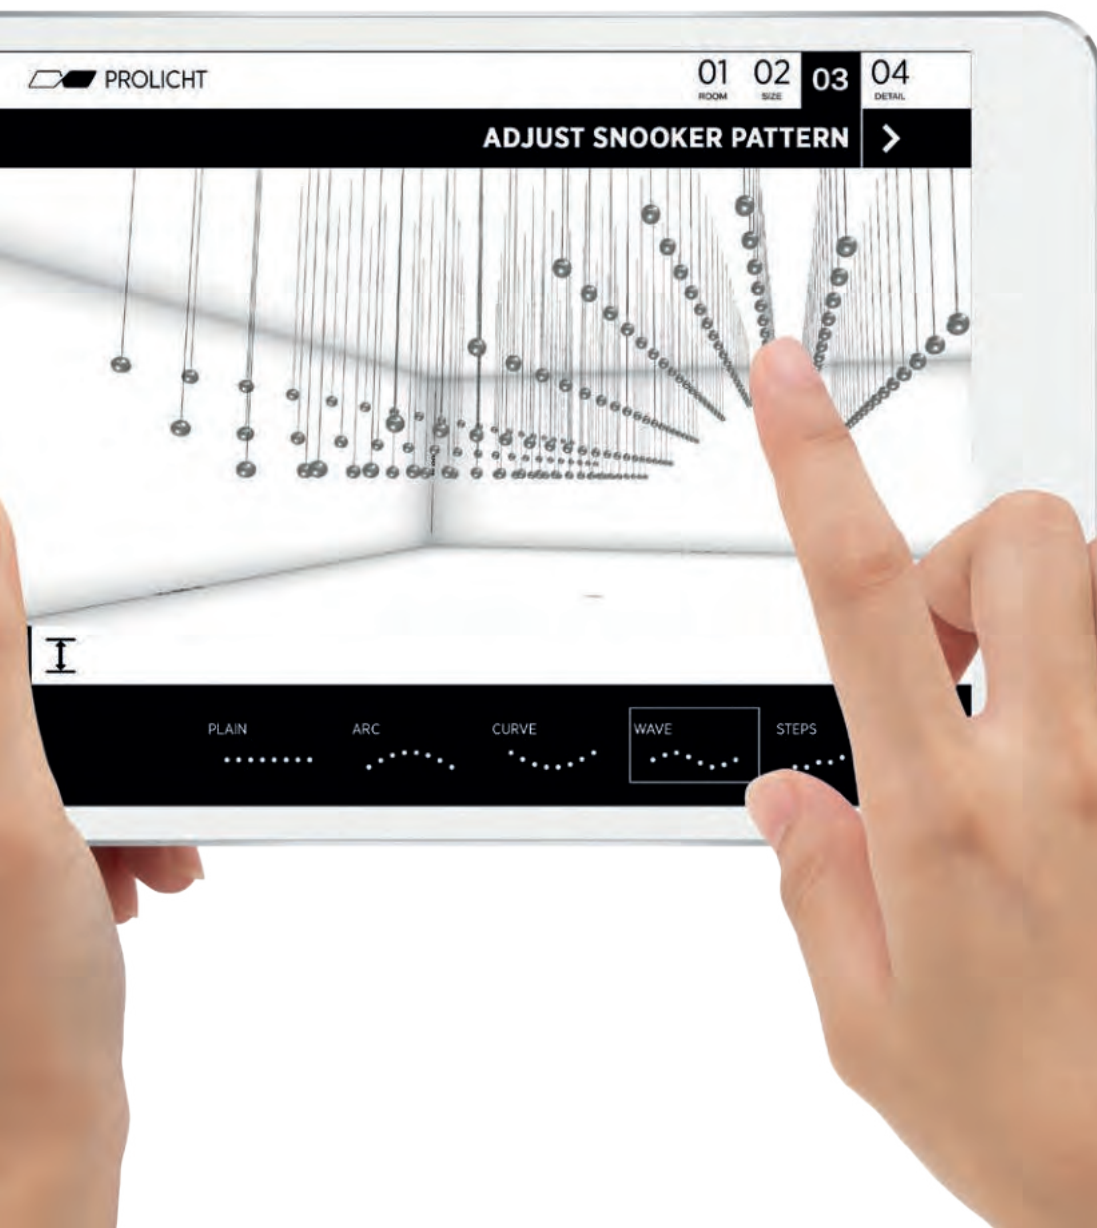 PROLICHT
01 02 03 04
ROOM SIZE DETAIL
ADJUST SNOOKER PATTERN
PLAIN ARC CURVE WAVE STEPS